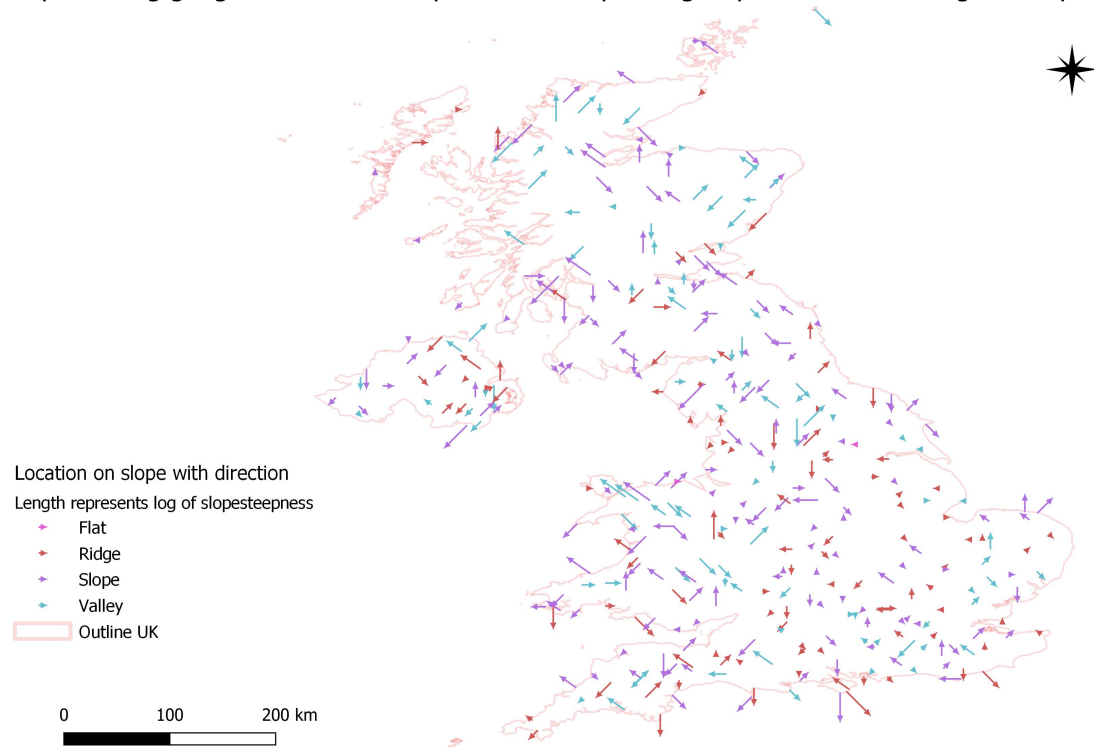 Location on slope with direction
Length represents log of slopesteepness
Flat
Ridge
Slope
Valley
Outline UK
0 100 200 km